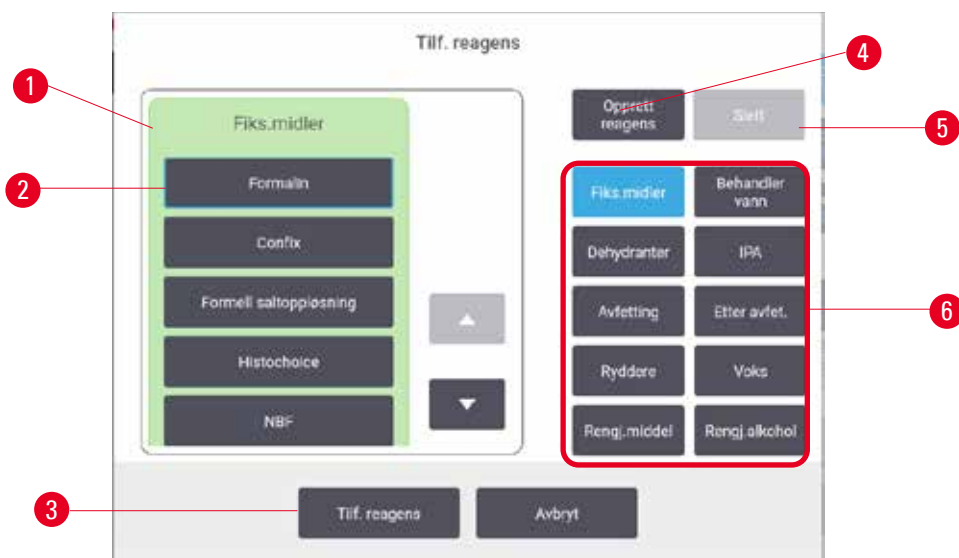 Tilf. reagens
1
Fiks.midler
2
Formalin
Confix
Formell saltoppløsning
Histochoice
NBF
4
Opprett
reagens
Slett
5
Fiks.midler
Behandler
vann
Dehydranter
IPA
Avfetting
Etter avfet.
6
Ryddere
Voks
Rengj.middel
Rengj.alkohol
3
Tilf. reagens
Avbryt